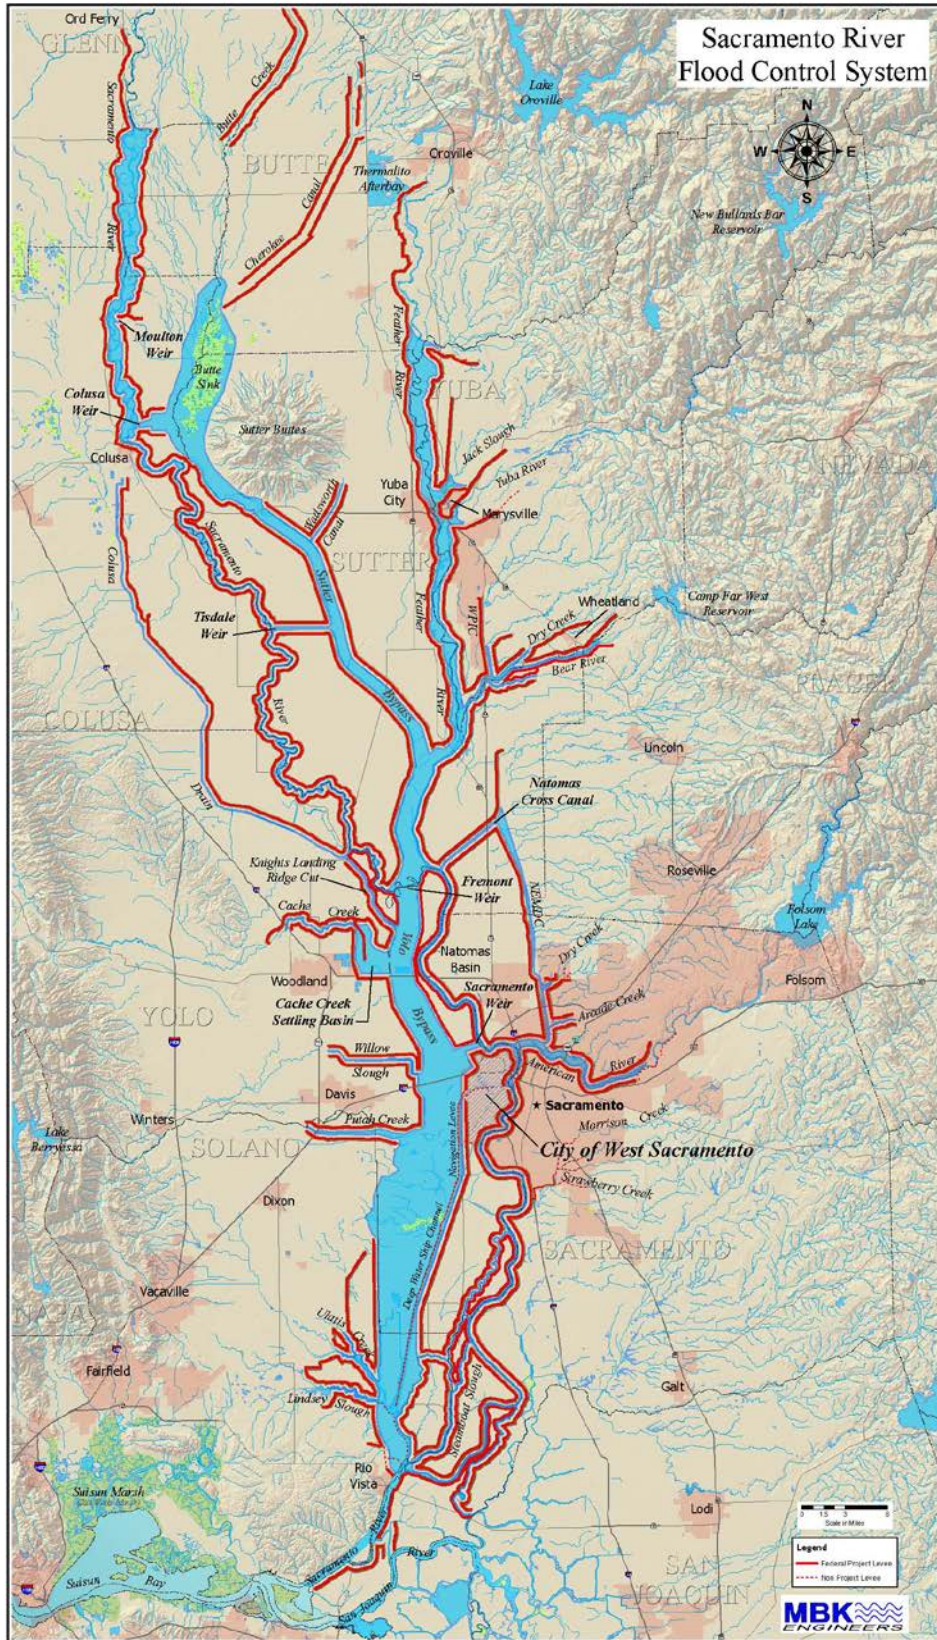 Sacramento River
Flood Control System
Ord Ferry
GLENN
Sacramento
River
Butte
Creek
BUTTE
Cherokee
Canal
Thermalito
Afterbay
Oroville
Lake
Oroville
N
W
E
S
New Bullards Bar
Reservoir
Moulton
Weir
Butte
Sink
Colusa
Weir
Colusa
Sutter Buttes
Feather
River
YUBA
Jack Slough
Yuba River
Yuba
City
Marysville
NEVADA
Wadsworth
Canal
SUTTER
Sutter
Bypass
Colusa
Drain
Sacramento
River
Tisdale
Weir
Feather
River
WPIC
Dry Creek
Wheatland
Bear River
Camp Far West
Reservoir
PLACER
COLUSA
Lincoln
Natomas
Cross Canal
Knights Landing
Ridge Cut
Fremont
Weir
NEMDC
Roseville
Cache
Creek
Yolo
Bypass
Natomas
Basin
Dry Creek
Folsom
Lake
Folsom
Woodland
Cache Creek
Settling Basin
Sacramento
Weir
Arcade Creek
YOLO
Willow
Slough
American
River
Davis
Putah Creek
Winters
Lake
Berryessa
SOLANO
Sacramento
Morrison
Creek
City of West Sacramento
Strawberry Creek
Navigation Levee
Deep Water Ship Channel
Dixon
SACRAMENTO
Vacaville
NAPA
Fairfield
Ulatis
Creek
Lindsey
Slough
Steamboat Slough
Galt
Rio
Vista
Suisun Marsh
Lodi
Suisun
Bay
Sacramento
River
San Joaquin
River
SAN
JOAQUIN
Scale in Miles
Legend
Federal Project Levee
Non Project Levee
MBK
ENGINEERS